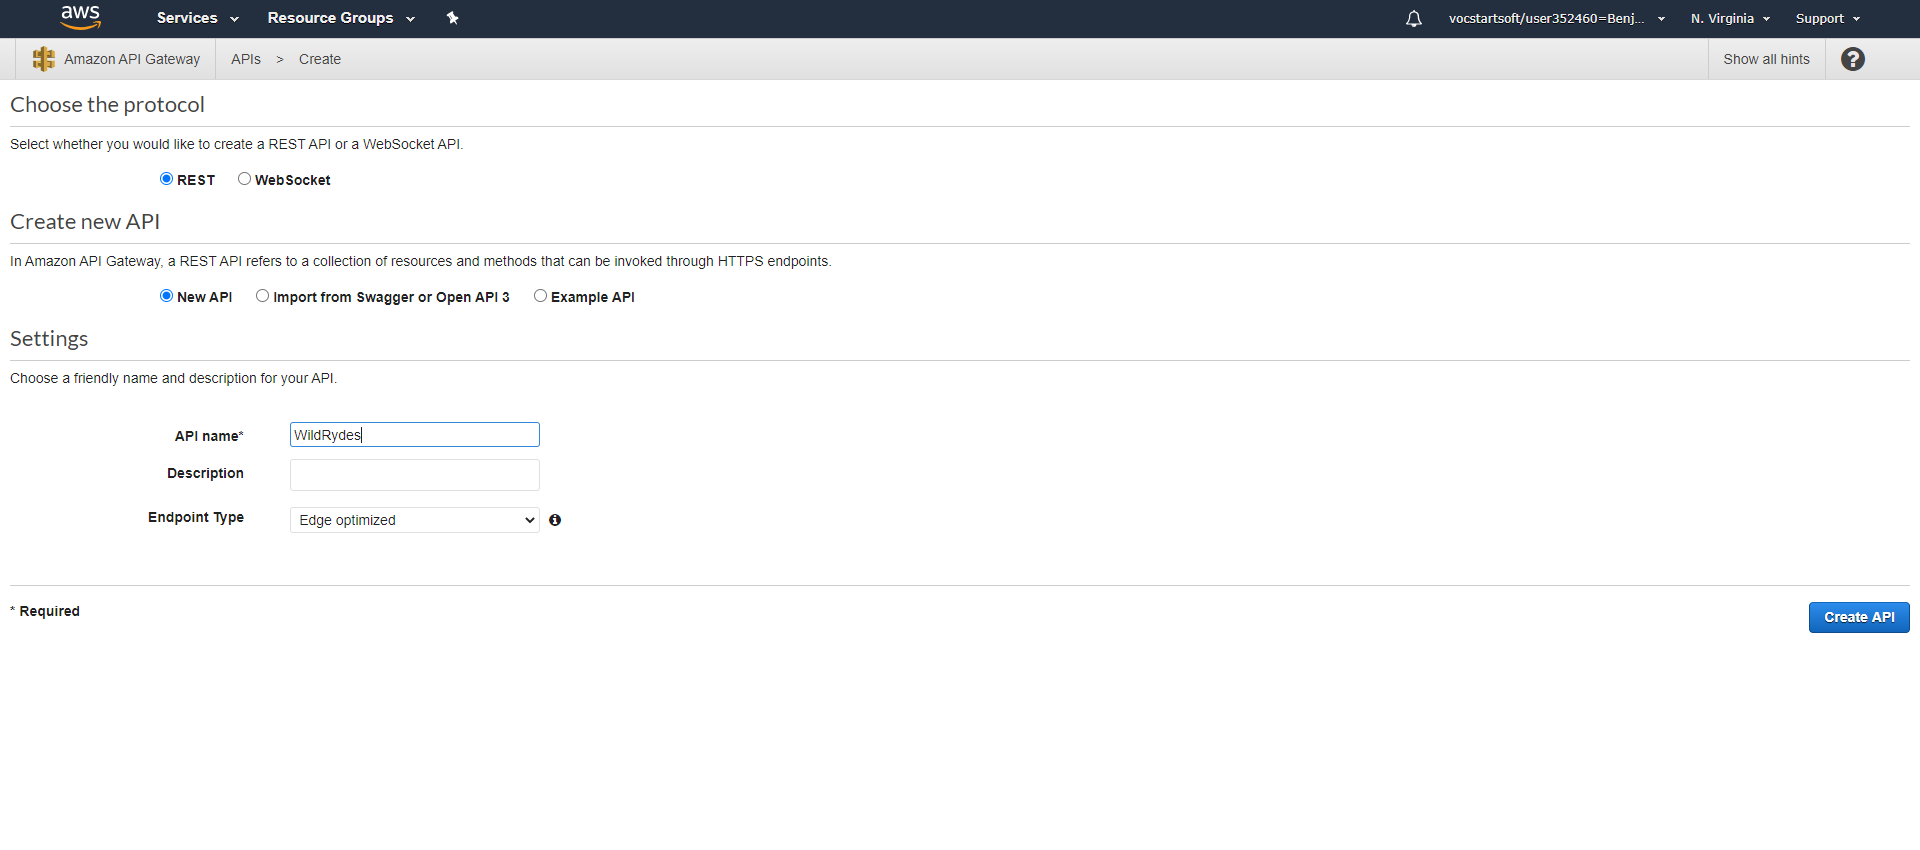 aws Services Resource Groups vocstartsoft/user352460=Benj... N. Virginia Support
Amazon API Gateway APIs > Create Show all hints ?
Choose the protocol
Select whether you would like to create a REST API or a WebSocket API.
REST WebSocket
Create new API
In Amazon API Gateway, a REST API refers to a collection of resources and methods that can be invoked through HTTPS endpoints.
New API Import from Swagger or Open API 3 Example API
Settings
Choose a friendly name and description for your API.
API name* WildRydes
Description
Endpoint Type Edge optimized
* Required
Create API